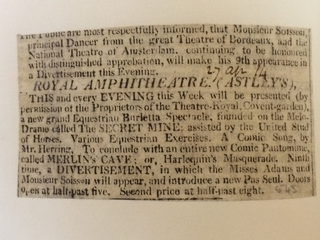 The Public are most respectfully informed, that Monsieur Soisson,
principal Dancer from the great Theatre of Bordeaux, and the
National Theatre of Amsterdam. continuing to be honoured
with distinguished approbation, will make his 9th appearance in
a Divertisement this Evening. 27 apr 14
ROYAL AMPHITHEATRE. (ASTLEY'S),
THIS and every EVENING this Week will be presented (by
permission of the Proprietors of the Theatre-Royal, Covent-garden),
a new grand Equestrian Burletta Spectacle, founded on the Melo-
Drame called The SECRET MINE; assisted by the United Stud
of Horses. Various Equestrian Exercises. A Comic Song, by
Mr. Herring. To conclude with an entire new Comic Pantomime,
called MERLIN's CAVE; or, Harlequin's Masquerade. Ninth
time, a DIVERTISEMENT, in which the Misses Adams and
Monsieur Soisson will appear, and introduce a new Pas Seul. Doors
open at half-past five. Second price at half-past eight.